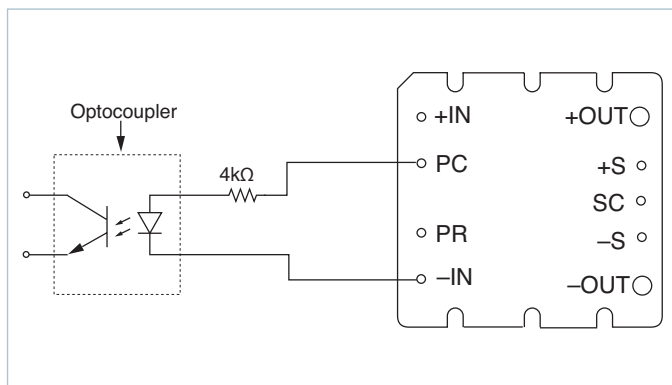 Optocoupler
4kΩ
+IN
PC
PR
–IN
+OUT
+S
SC
–S
–OUT